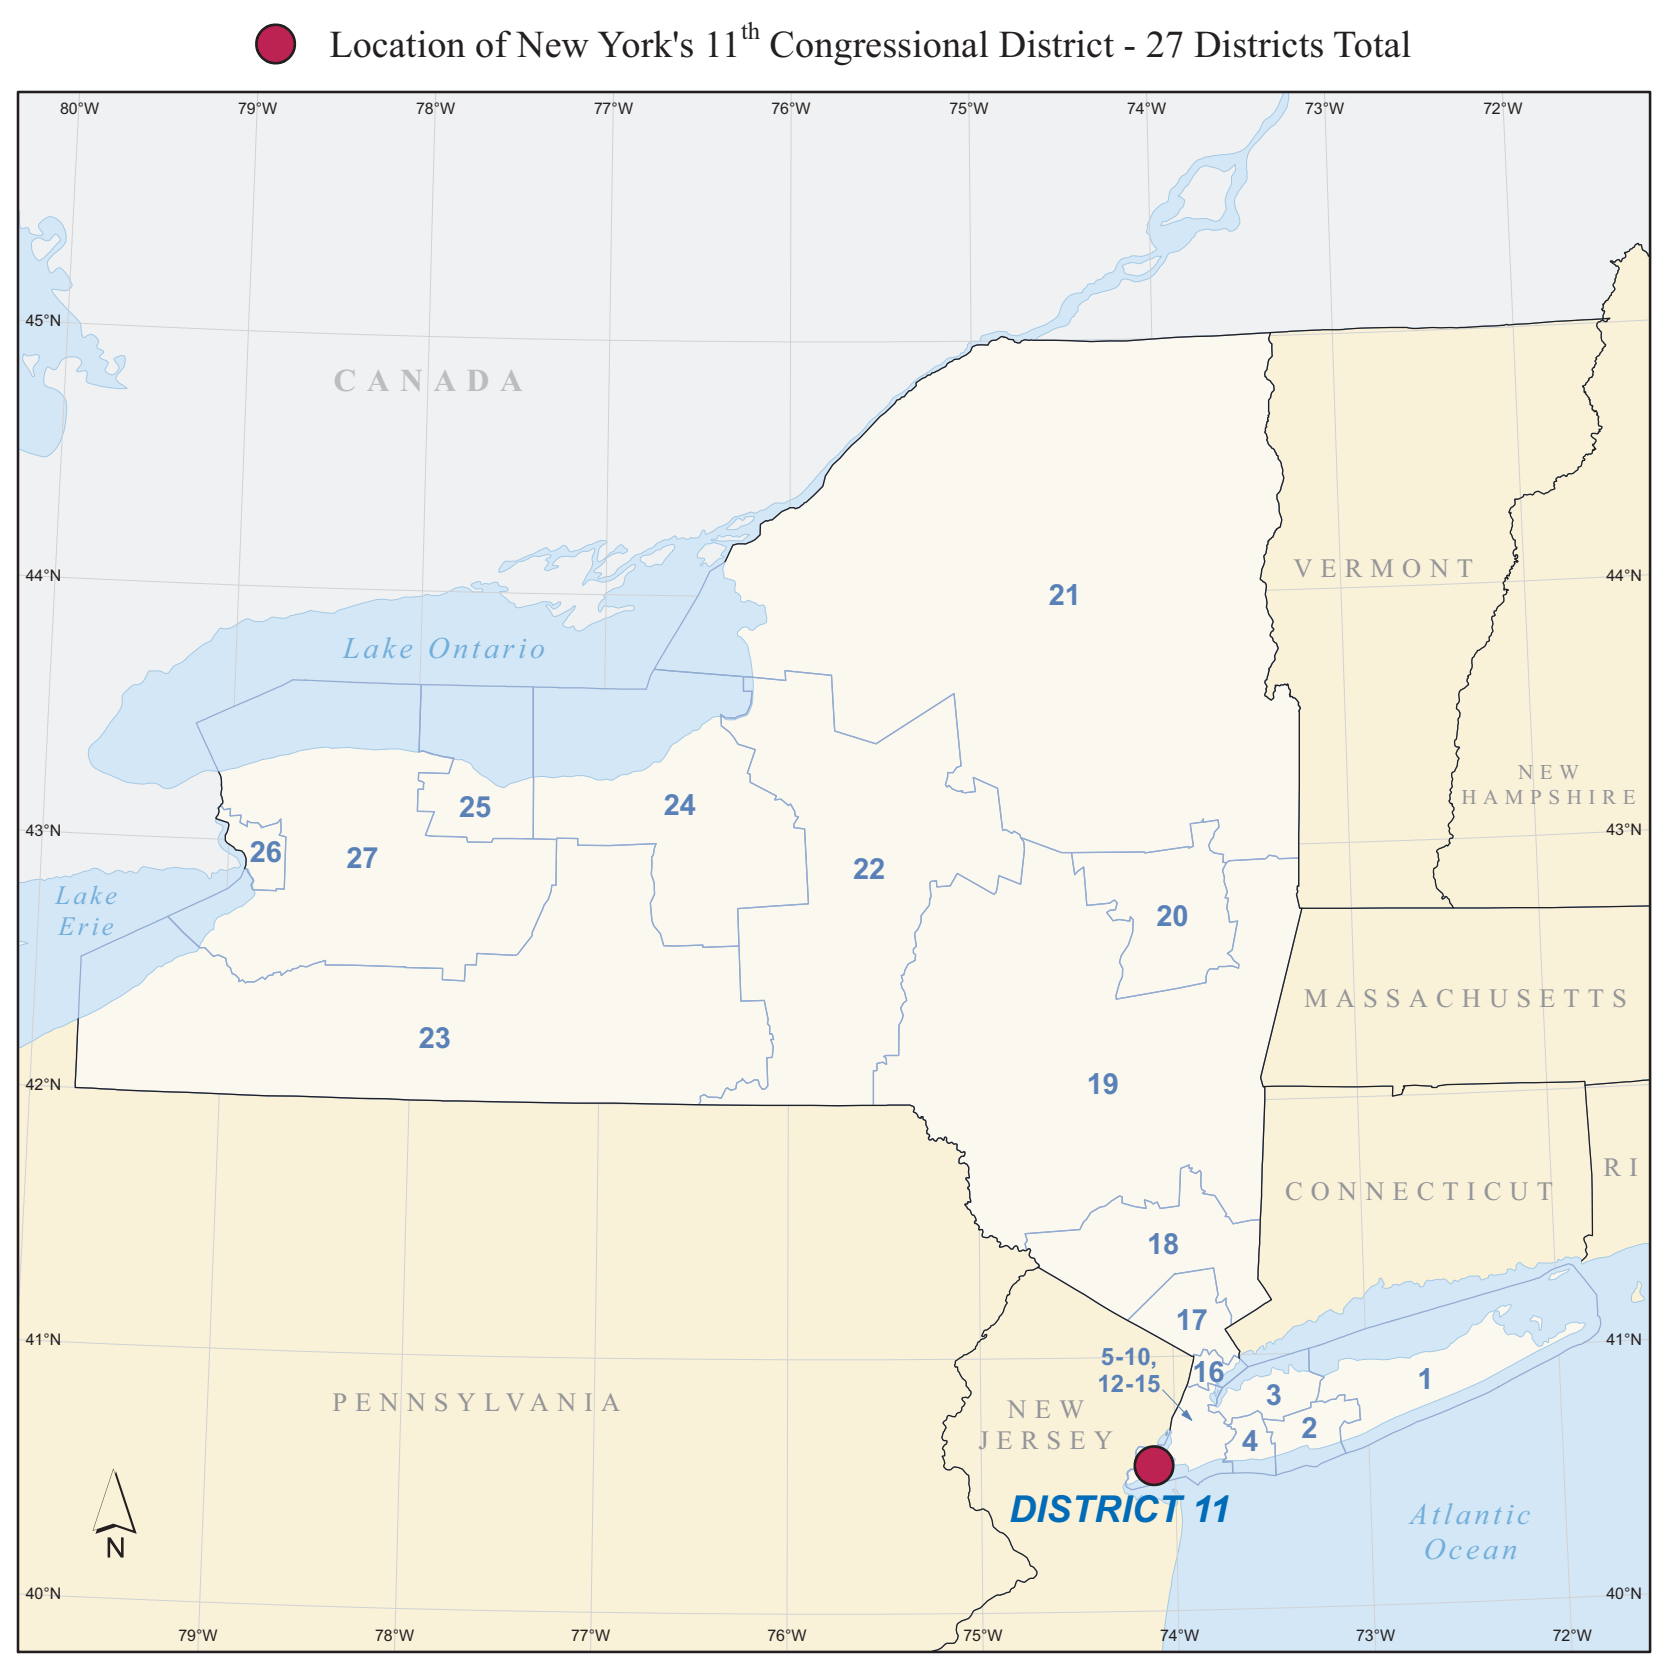 Location of New York's 11th Congressional District - 27 Districts Total
80°W 79°W 78°W 77°W 76°W 75°W 74°W 73°W 72°W
45°N
CANADA
44°N
VERMONT
44°N
21
Lake Ontario
NEW
HAMPSHIRE
25
24
43°N
43°N
26
27
22
Lake
Erie
20
MASSACHUSETTS
23
42°N
19
RI
CONNECTICUT
18
17
41°N
41°N
5-10,
12-15
16
1
3
PENNSYLVANIA
NEW
JERSEY
2
4
DISTRICT 11
Atlantic
Ocean
N
40°N
40°N
79°W 78°W 77°W 76°W 75°W 74°W 73°W 72°W